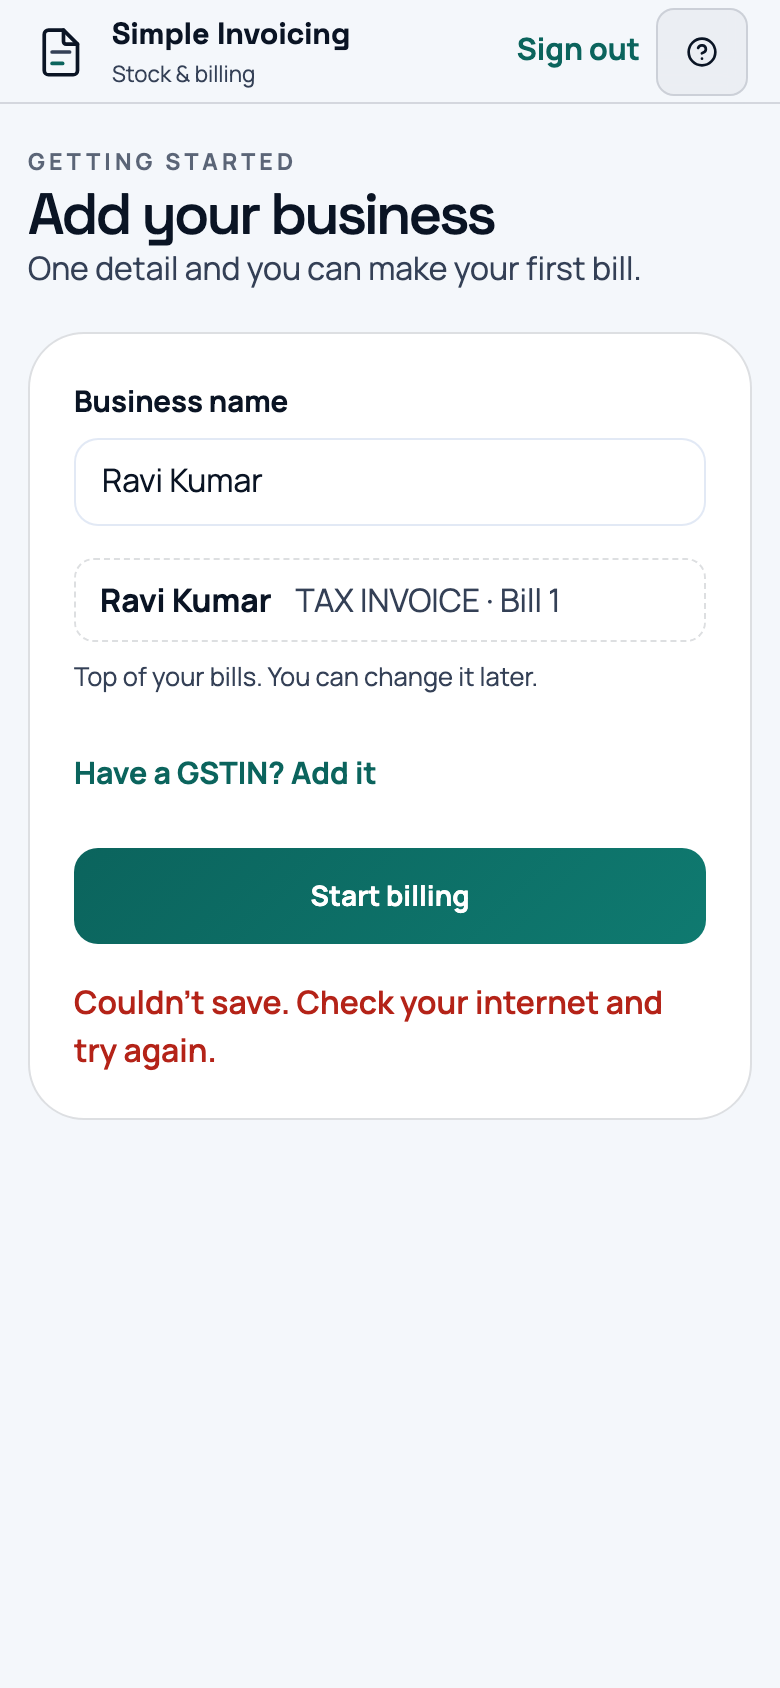 Simple Invoicing
Stock & billing
Sign out
GETTING STARTED
Add your business
One detail and you can make your first bill.
Business name
Ravi Kumar
Ravi Kumar TAX INVOICE · Bill 1
Top of your bills. You can change it later.
Have a GSTIN? Add it
Start billing
Couldn’t save. Check your internet and
try again.